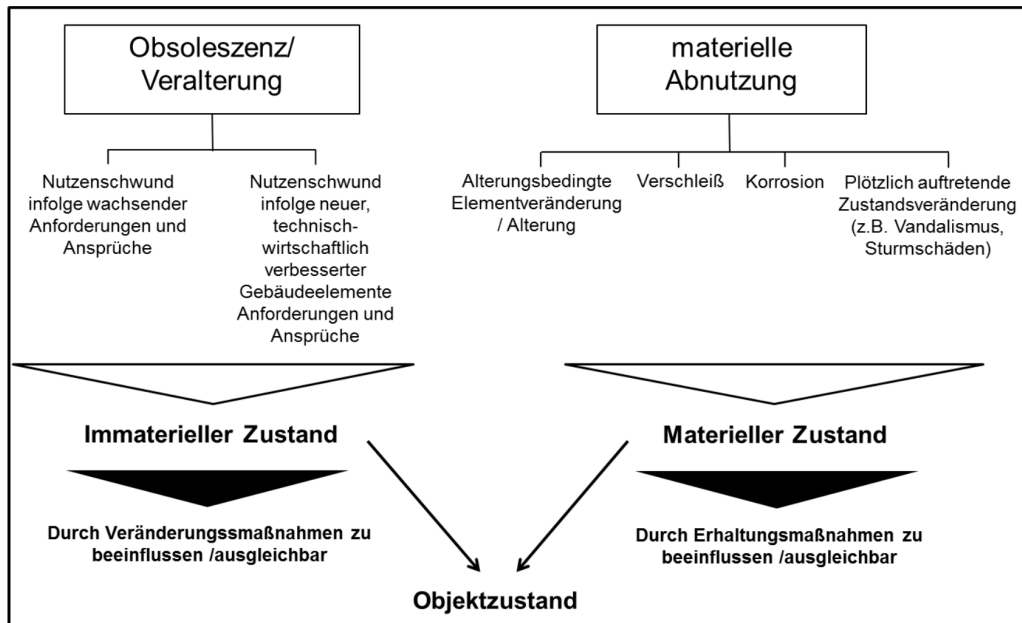 Obsoleszenz/
Veralterung
Nutzenschwund
infolge wachsender
Anforderungen und
Ansprüche
Nutzenschwund
infolge neuer,
technisch-
wirtschaftlich
verbesserter
Gebäudeelemente
Anforderungen und
Ansprüche
materielle
Abnutzung
Alterungsbedingte
Elementveränderung
/ Alterung
Verschleiß
Korrosion
Plötzlich auftretende
Zustandsveränderung
(z.B. Vandalismus,
Sturmschäden)
Immaterieller Zustand
Materieller Zustand
Durch Veränderungssmaßnahmen zu
beeinflussen /ausgleichbar
Durch Erhaltungsmaßnahmen zu
beeinflussen /ausgleichbar
Objektzustand